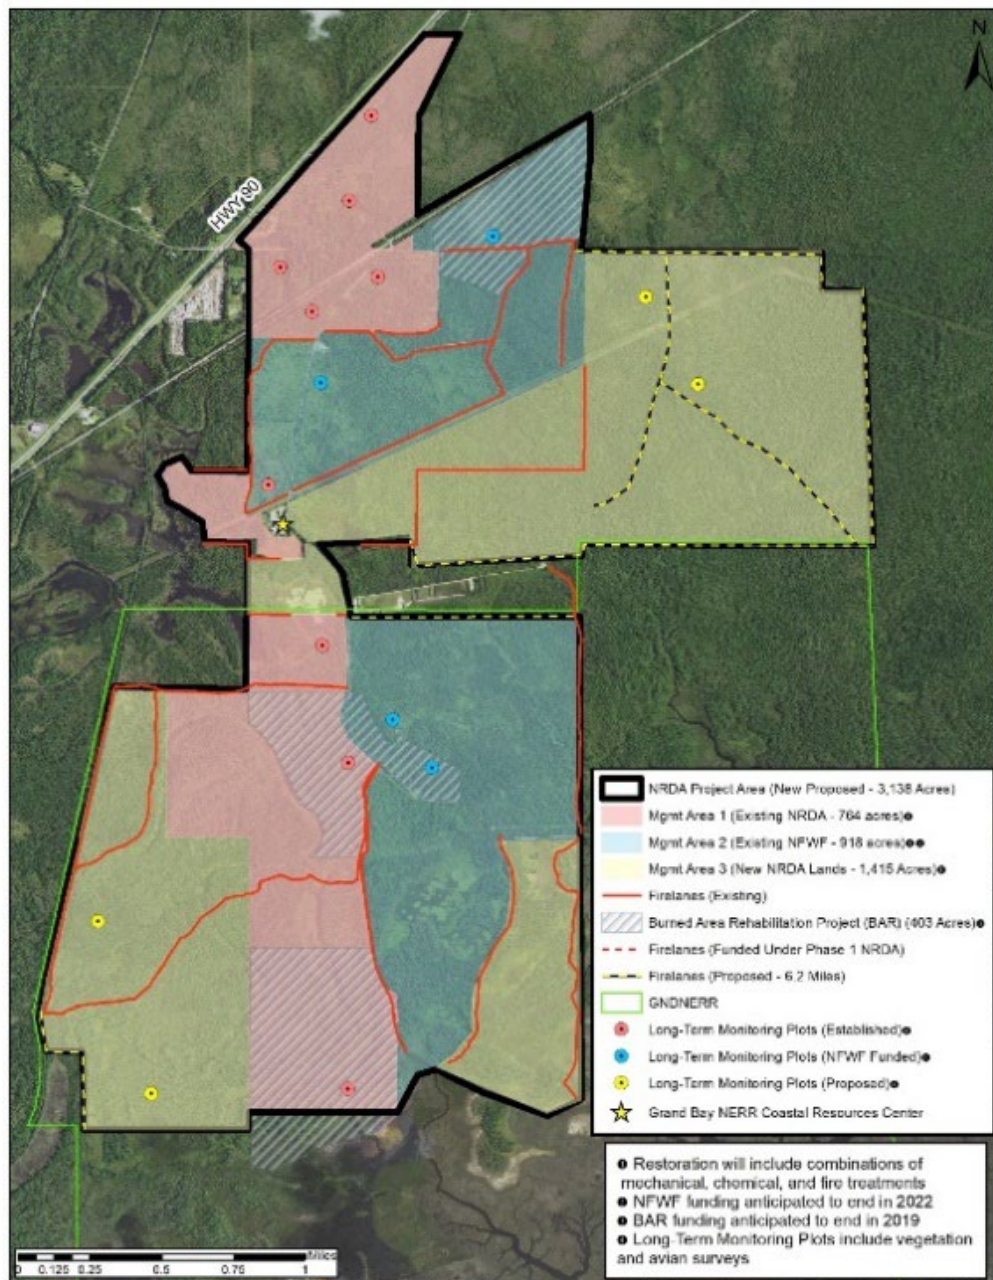 N
HWY 90
NRDA Project Area (New Proposed - 3,138 Acres)
Mgmt Area 1 (Existing NRDA - 764 acres)
Mgmt Area 2 (Existing NFWF - 918 acres)
Mgmt Area 3 (New NRDA Lands - 1,415 Acres)
Firelanes (Existing)
Burned Area Rehabilitation Project (BAR) (403 Acres)
Firelanes (Funded Under Phase 1 NRDA)
Firelanes (Proposed - 6.2 Miles)
GNDNERR
Long-Term Monitoring Plots (Established)
Long-Term Monitoring Plots (NFWF Funded)
Long-Term Monitoring Plots (Proposed)
Grand Bay NERR Coastal Resources Center
Restoration will include combinations of
mechanical, chemical, and fire treatments
NFWF funding anticipated to end in 2022
BAR funding anticipated to end in 2019
Long-Term Monitoring Plots include vegetation
and avian surveys
Miles
0 0.125 0.25 0.5 0.75 1